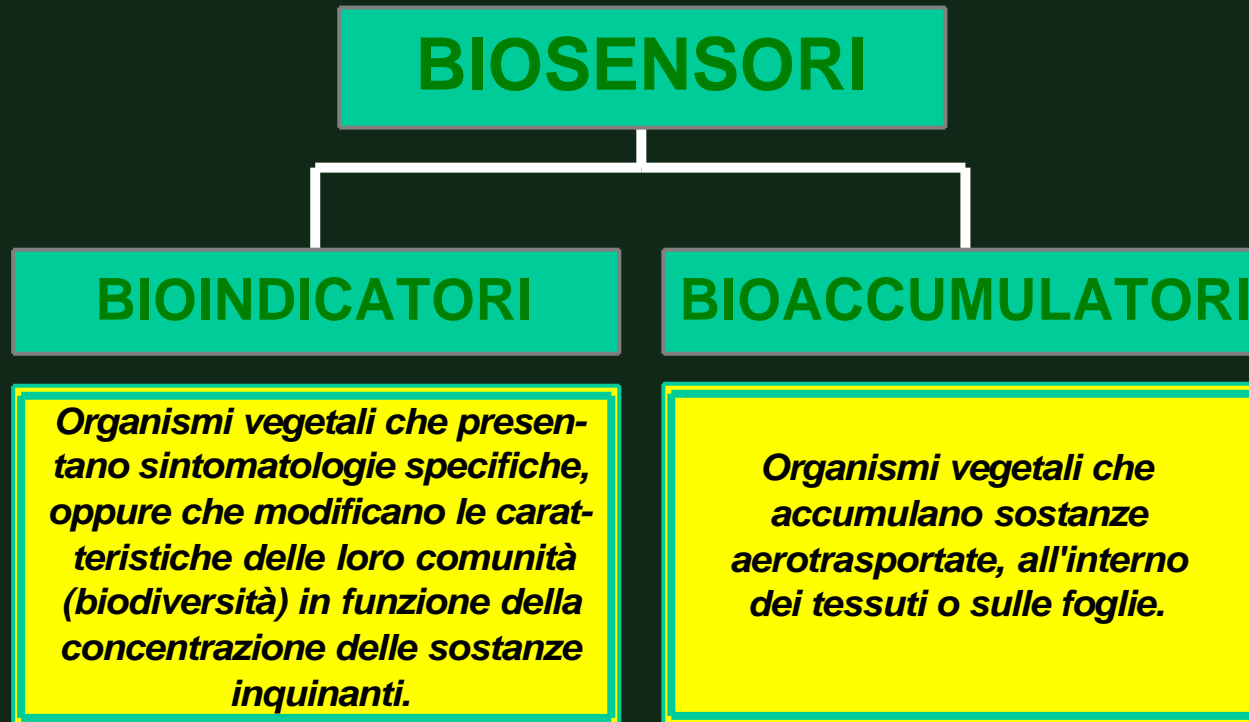 BIOSENSORI
BIOINDICATORI
BIOACCUMULATORI
Organismi vegetali che presen-
tano sintomatologie specifiche,
oppure che modificano le carat-
teristiche delle loro comunità
(biodiversità) in funzione della
concentrazione delle sostanze
inquinanti.
Organismi vegetali che
accumulano sostanze
aerotrasportate, all'interno
dei tessuti o sulle foglie.